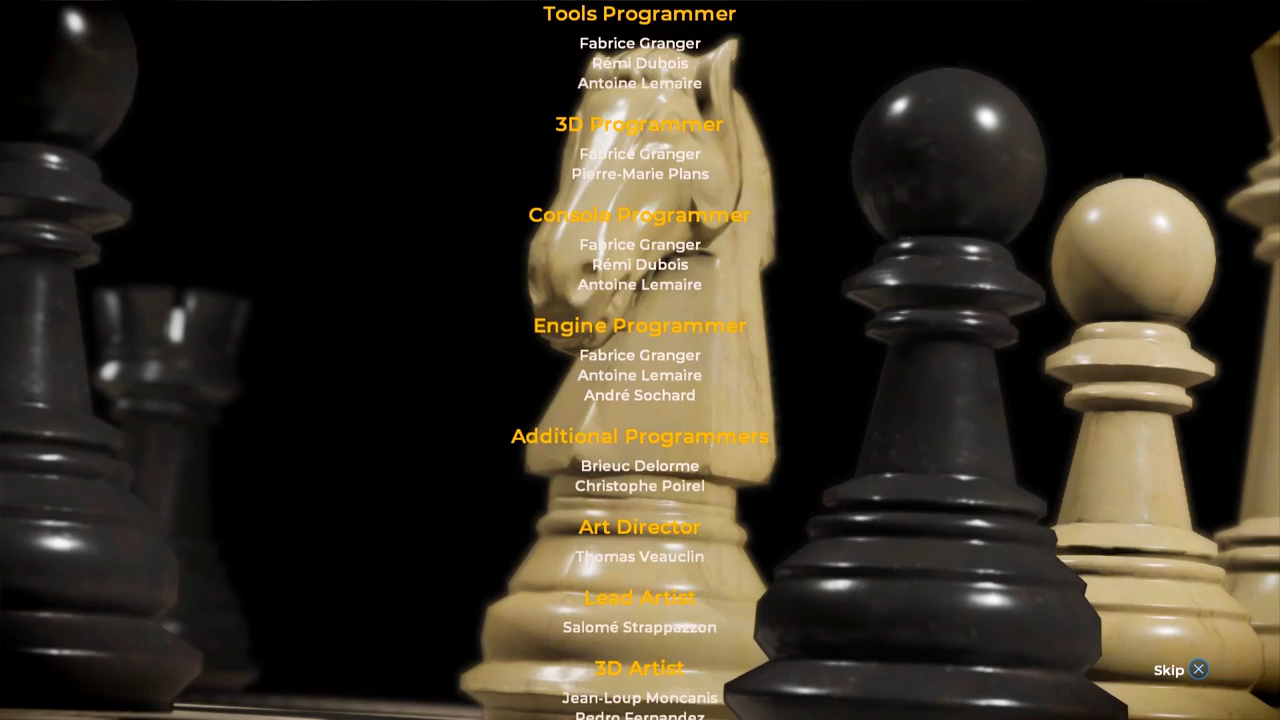 Tools Programmer
Fabrice Granger
Rémi Dubois
Antoine Lemaire
3D Programmer
Fabrice Granger
Pierre-Marie Plans
Console Programmer
Fabrice Granger
Rémi Dubois
Antoine Lemaire
Engine Programmer
Fabrice Granger
Antoine Lemaire
André Sochard
Additional Programmers
Brieuc Delorme
Christophe Poirel
Art Director
Thomas Veauclin
Lead Artist
Salomé Strappazzon
3D Artist
Jean-Loup Moncanis
Pedro Fernandez
Skip